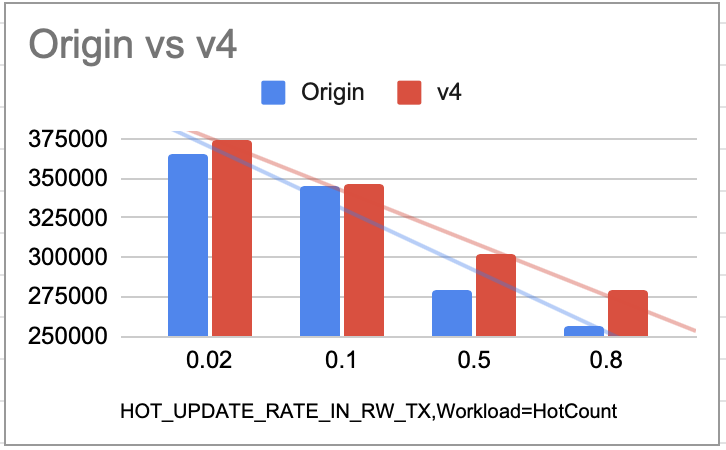 Origin vs v4
Origin v4
375000
350000
325000
300000
275000
250000
0.02 0.1 0.5 0.8
HOT_UPDATE_RATE_IN_RW_TX,Workload=HotCount